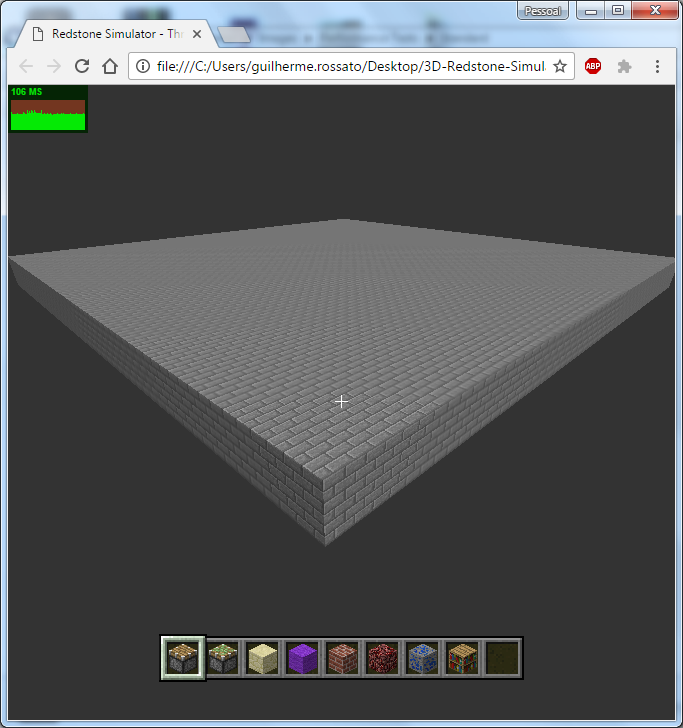 Pessoal
Redstone Simulator - Th
file:///C:/Users/guilherme.rossato/Desktop/3D-Redstone-Simul
ABP
106 MS